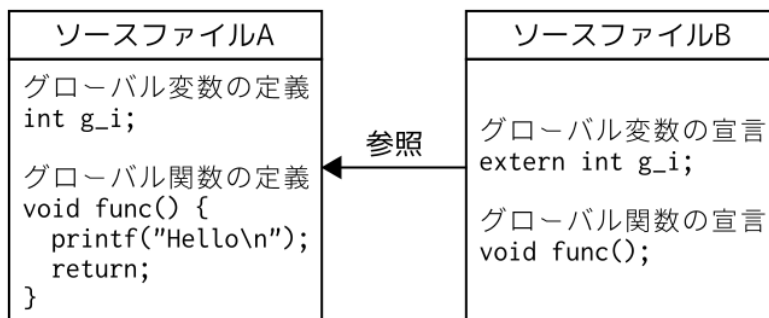 ソースファイルA
グローバル変数の定義
int g_i;
グローバル関数の定義
void func() {
printf("Hello\n");
return;
}
参照
ソースファイルB
グローバル変数の宣言
extern int g_i;
グローバル関数の宣言
void func();